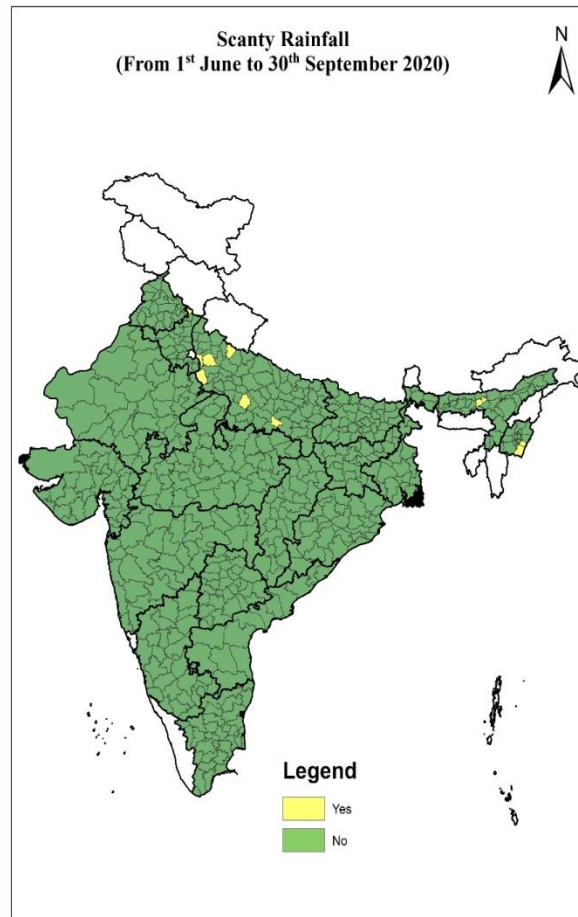 Scanty Rainfall
(From 1st June to 30th September 2020)
N
Legend
Yes
No